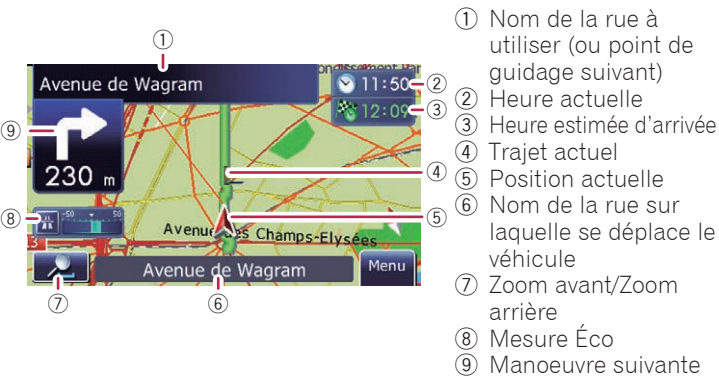 ①
ondissement Par
Avenue de Wagram
11:50
②
12:09
③
⑨
230 m
④
⑧
-50 50
⑤
Avenue des Champs-Elysées
3
Avenue de Wagram
Menu
⑦
⑥
① Nom de la rue à
utiliser (ou point de
guidage suivant)
② Heure actuelle
③ Heure estimée d'arrivée
④ Trajet actuel
⑤ Position actuelle
⑥ Nom de la rue sur
laquelle se déplace le
véhicule
⑦ Zoom avant/Zoom
arrière
⑧ Mesure Éco
⑨ Manoeuvre suivante